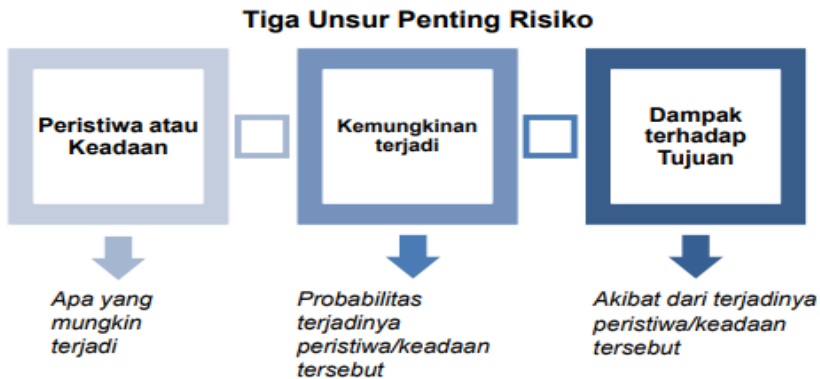 Tiga Unsur Penting Risiko
Peristiwa atau
Keadaan
Kemungkinan
terjadi
Dampak
terhadap
Tujuan
Apa yang
mungkin
terjadi
Probabilitas
terjadinya
peristiwa/keadaan
tersebut
Akibat dari terjadinya
peristiwa/keadaan
tersebut